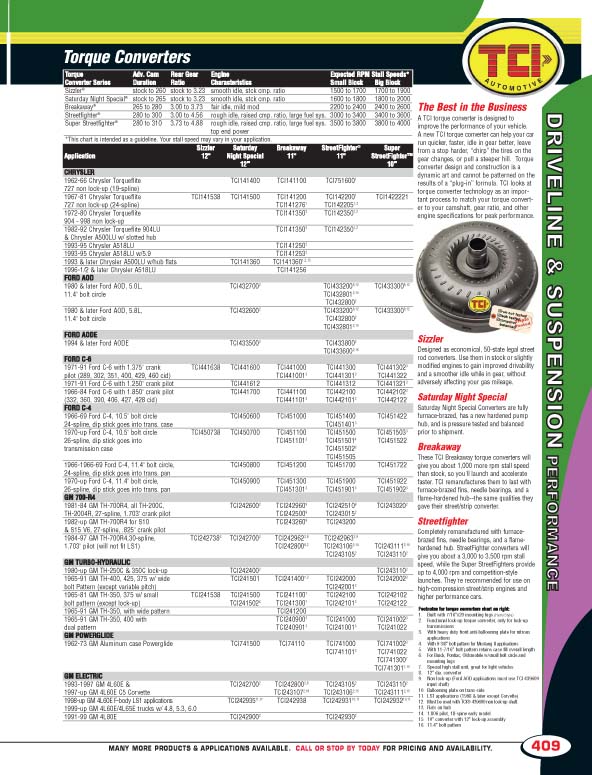 Torque Converters
Torque Converter Series Adv. Cam Duration Rear Gear Ratio Engine Characteristics Expected RPM Stall Speeds* Small Block Big Block
Sizzler® stock to 260 stock to 3.23 smooth idle, stck cmp. ratio 1500 to 1700 1700 to 1900
Saturday Night Special® stock to 265 stock to 3.23 smooth idle, stck cmp. ratio 1600 to 1800 1800 to 2000
Breakaway® 265 to 280 3.00 to 3.73 fair idle, mild mod 2200 to 2400 2400 to 2600
Streetfighter® 280 to 300 3.00 to 4.56 rough idle, raised cmp. ratio, large fuel sys. 3000 to 3400 3400 to 3600
Super Streetfighter® 280 to 310 3.73 to 4.88 rough idle, raised cmp. ratio, large fuel sys. 3500 to 3800 3800 to 4000
top end power
*This chart is intended as a guideline. Your stall speed may vary in your application.
Application Sizzler 12" Saturday Night Special 12" Breakaway 11" StreetFighter® 11" Super StreetFighter™ 10"
CHRYSLER
1962-66 Chrysler Torqueflite TCI141400 TCI141100 TCI751600
727 non lock-up (19-spline)
1967-81 Chrysler Torqueflite TCI141538 TCI141500 TCI141200 TCI142200 TCI1422221
727 non lock-up (24-spline) TCI141276 TCI142205
1972-80 Chrysler Torqueflite TCI141350 TCI142350
904 - 998 non lock-up
1982-92 Chrysler Torqueflite 904LU TCI141350 TCI142350
& Chrysler A500LU w/ slotted hub
1993-95 Chrysler A518LU TCI141250
1993-95 Chrysler A518LU w/5.9 TCI141253
1993 & later Chrysler A500LU w/hub flats TCI141360 TCI141360
1996-1/2 & later Chrysler A518LU TCI141256
FORD AOD
1980 & later Ford AOD, 5.0L, TCI432700 TCI433200 TCI433300
11.4" bolt circle TCI432801
TCI432800
1980 & later Ford AOD, 5.8L, TCI432600 TCI433200 TCI433300
11.4" bolt circle TCI432800
TCI432801
FORD AODE
1994 & later Ford AODE TCI433500 TCI433800
TCI433600
FORD C-6
1971-91 Ford C-6 with 1.375" crank TCI441638 TCI441600 TCI441000 TCI441300 TCI441302
pilot (289, 302, 351, 400, 429, 460 cid) TCI441001 TCI441301 TCI441322
1971-91 Ford C-6 with 1.250" crank pilot TCI441612 TCI441312 TCI441321
1966-84 Ford C-6 with 1.850" crank pilot TCI441700 TCI441100 TCI442100 TCI442102
(332, 360, 390, 406, 427, 428 cid) TCI441101 TCI442101 TCI442122
FORD C-4
1966-69 Ford C-4, 10.5" bolt circle TCI450600 TCI451000 TCI451400 TCI451422
24-spline, dip stick goes into trans. case TCI451401
1970-up Ford C-4, 10.5" bolt circle TCI450738 TCI450700 TCI451100 TCI451500 TCI451505
26-spline, dip stick goes into TCI451101 TCI451501 TCI451522
transmission case TCI451502
TCI451505
1966-1966-69 Ford C-4, 11.4" bolt circle, TCI450800 TCI451200 TCI451700 TCI451722
24-spline, dip stick goes into trans. pan
1970-up Ford C-4, 11.4" bolt circle, TCI450900 TCI451300 TCI451900 TCI451922
26-spline, dip stick goes into trans. pan TCI451301 TCI451901 TCI451902
GM 700-R4
1981-84 GM TH-700R4, all TH-200C, TCI242600 TCI242960 TCI242510 TCI243020
TH-2004R, 27-spline, 1.703" crank pilot TCI242500 TCI243015
1982-up GM TH-700R4 for S10 TCI243260 TCI243200
& S15 V6, 27-spline, .825" crank pilot
1984-97 GM TH-700R4,30-spline, TCI242738 TCI242700 TCI242962 TCI242963
1.703" pilot (will not fit LS1) TCI242800 TCI243106 TCI243111
TCI243105 TCI243110
GM TURBO-HYDRAULIC
1980-up GM TH-250C & 350C lock-up TCI242400 TCI243110
1965-91 GM TH-400, 425, 375 w/ wide TCI241501 TCI241400 TCI242000 TCI242002
bolt Pattern (except variable pitch) TCI242001
1965-81 GM TH-350, 375 w/ small TCI241538 TCI241500 TCI241100 TCI242100 TCI242102
bolt pattern (except lock-up) TCI241502 TCI241300 TCI242101 TCI242122
1965-91 GM TH-350, with wide pattern TCI241200
1965-91 GM TH-350, 400 with TCI240900 TCI241000 TCI241002
dual pattern TCI240901 TCI241001 TCI241022
GM POWERGLIDE
1962-73 GM Aluminum case Powerglide TCI741500 TCI74110 TCI741000 TCI741002
TCI741101 TCI741022
TCI741300
TCI741301
GM ELECTRIC
1993-1997 GM 4L60E & TCI242700 TCI242800 TCI243105 TCI243110
1997-up GM 4L60E C5 Corvette TCI243107 TCI243106 TCI243111
1998-up GM 4L60E F-body LS1 applications TCI242935 TCI242938 TCI242931 TCI242932
1999-up GM 4L60E/4L65E trucks w/ 4.8, 5.3, 6.0
1991-99 GM 4L80E TCI242900 TCI242930
TCI
AUTOMOTIVE
The Best in the Business
A TCI torque converter is designed to
improve the performance of your vehicle.
A new TCI torque converter can help your car
run quicker, faster, idle in gear better, leave
from a stop harder, "chirp" the tires on the
gear changes, or pull a steeper hill. Torque
converter design and construction is a
dynamic art and cannot be patterned on the
results of a "plug-in" formula. TCI looks at
torque converter technology as an impor-
tant process to match your torque convert-
er to your camshaft, gear ratio, and other
engine specifications for peak performance.
TCI
Sizzler
Designed as economical, 50-state legal street
rod converters. Use them in stock or slightly
modified engines to gain improved drivability
and a smoother idle while in gear, without
adversely affecting your gas mileage.
Saturday Night Special
Saturday Night Special Converters are fully
furnace-brazed, has a new hardened pump
hub, and is pressure tested and balanced
prior to shipment.
Breakaway
These TCI Breakaway torque converters will
give you about 1,000 more rpm stall speed
than stock, so you'll launch and accelerate
faster. TCI remanufactures them to last with
furnace-brazed fins, needle bearings, and a
flame-hardened hub—the same qualities they
gave their street/strip converter.
Streetfighter
Completely remanufactured with furnace-
brazed fins, needle bearings, and a flame-
hardened hub. StreetFighter converters will
give you about a 3,000 to 3,500 rpm stall
speed, while the Super StreetFighters provide
up to 4,000 rpm and competition-style
launches. They're recommended for use on
high-compression street/strip engines and
higher performance cars.
Footnotes for torque converters chart on right:
DRIVELINE & SUSPENSION PERFORMANCE
MANY MORE PRODUCTS & APPLICATIONS AVAILABLE. CALL OR STOP BY TODAY FOR PRICING AND AVAILABILITY.
409